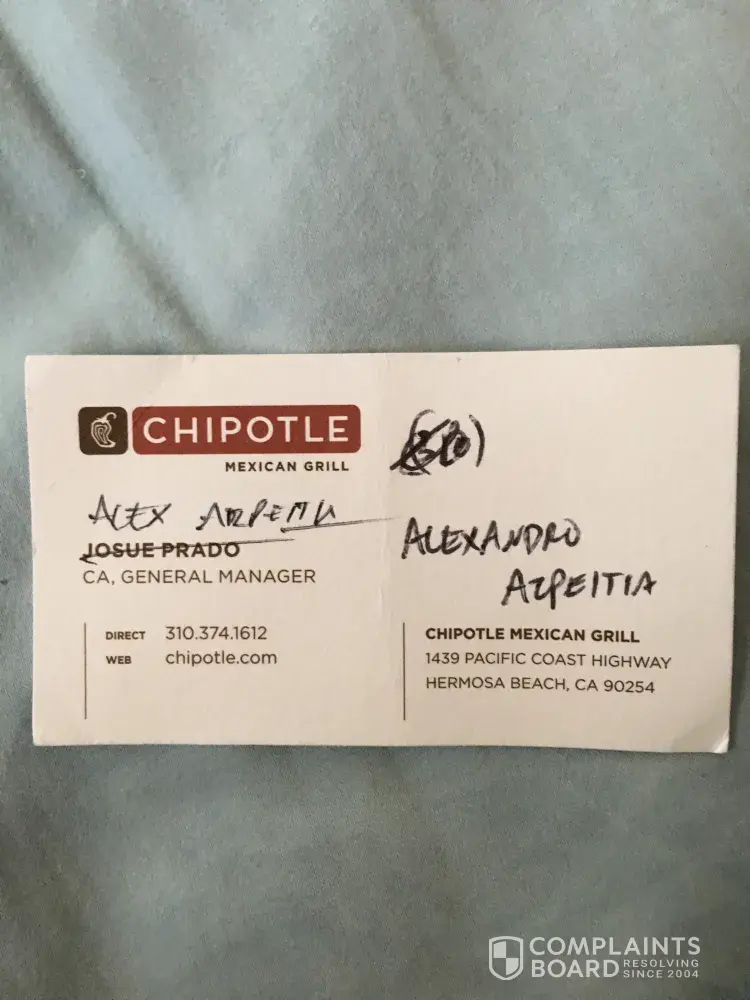 CHIPOTLE
MEXICAN GRILL
ALEX
JOSUE PRADO
CA, GENERAL MANAGER
DIRECT 310.374.1612
WEB chipotle.com
ALEXANDRO
AZPEITIA
CHIPOTLE MEXICAN GRILL
1439 PACIFIC COAST HIGHWAY
HERMOSA BEACH, CA 90254
COMPLAINTS
BOARD RESOLVING
SINCE 2004